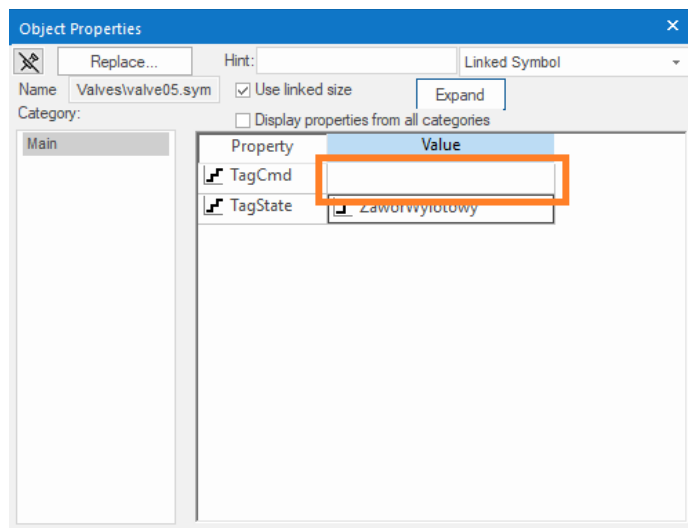 Object Properties
Replace...
Hint:
Linked Symbol
Name
Valves\valve05.sym
Use linked size
Expand
Category:
Display properties from all categories
Main
Property
Value
TagCmd
TagState
ZaworWylotowy